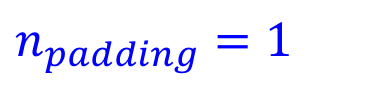 n_padding = 1